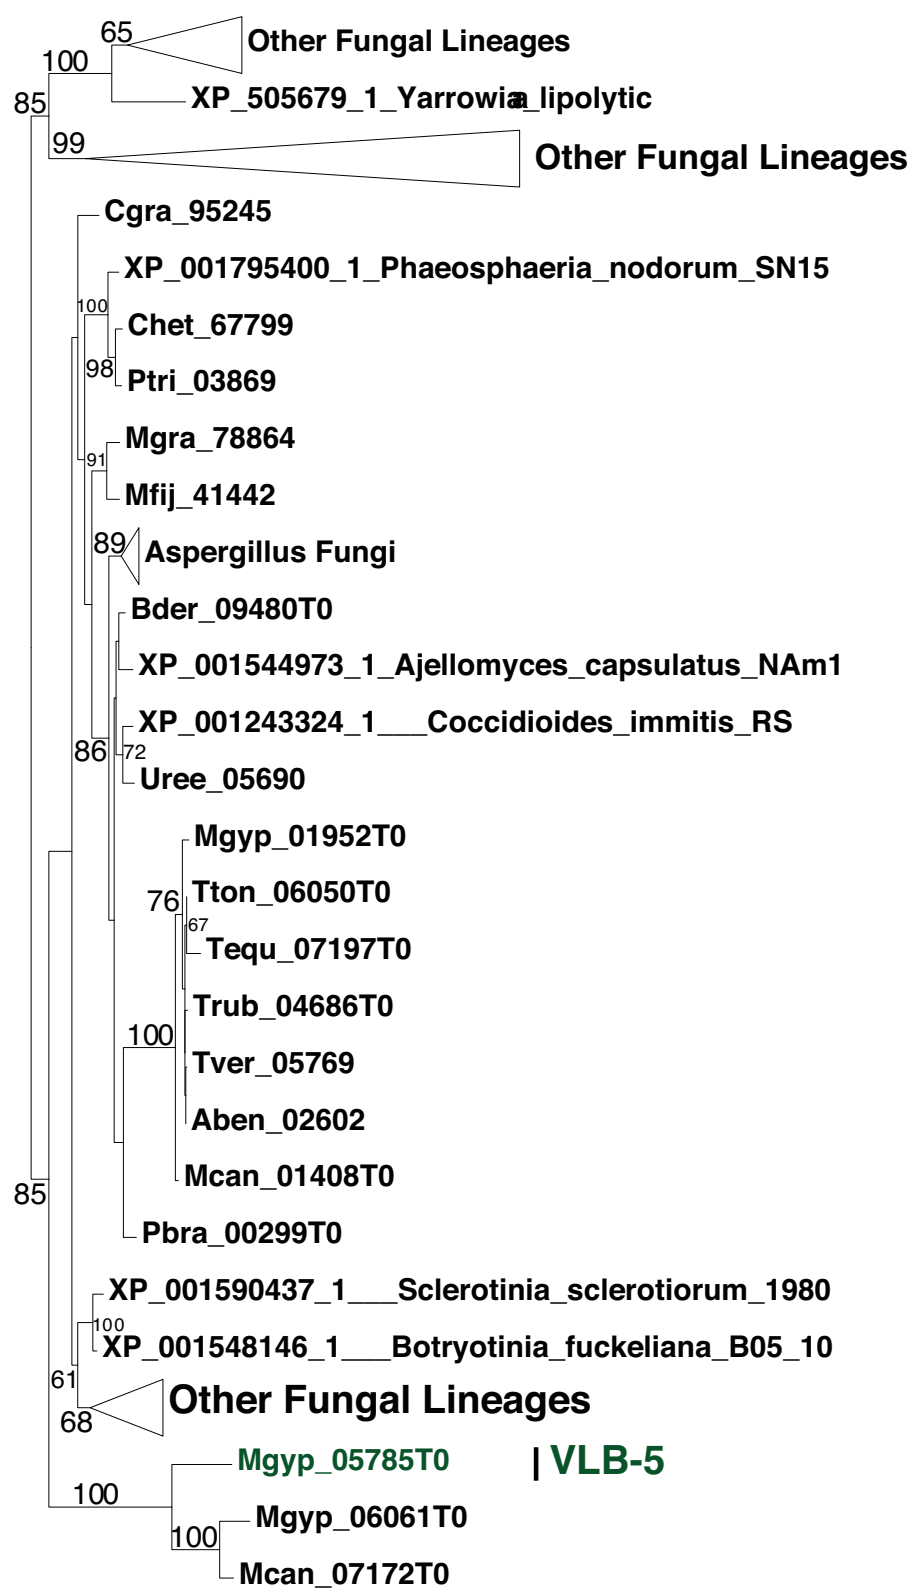 65
Other Fungal Lineages
100
XP_505679_1_Yarrowia_lipolytica
85
99
Other Fungal Lineages
Cgra_95245
XP_001795400_1_Phaeosphaeria_nodorum_SN15
100
Chet_67799
98
Ptri_03869
Mgra_78864
91
Mfij_41442
89
Aspergillus Fungi
Bder_09480T0
XP_001544973_1_Ajellomyces_capsulatus_NAm1
XP_001243324_1___Coccidioides_immitis_RS
86
72
Uree_05690
Mgyp_01952T0
76
Tton_06050T0
67
Tequ_07197T0
Trub_04686T0
100
Tver_05769
Aben_02602
Mcan_01408T0
85
Pbra_00299T0
XP_001590437_1___Sclerotinia_sclerotiorum_1980
100
XP_001548146_1___Botryotinia_fuckeliana_B05_10
61
Other Fungal Lineages
68
Mgyp_05785T0 | VLB-5
100
Mgyp_06061T0
100
Mcan_07172T0